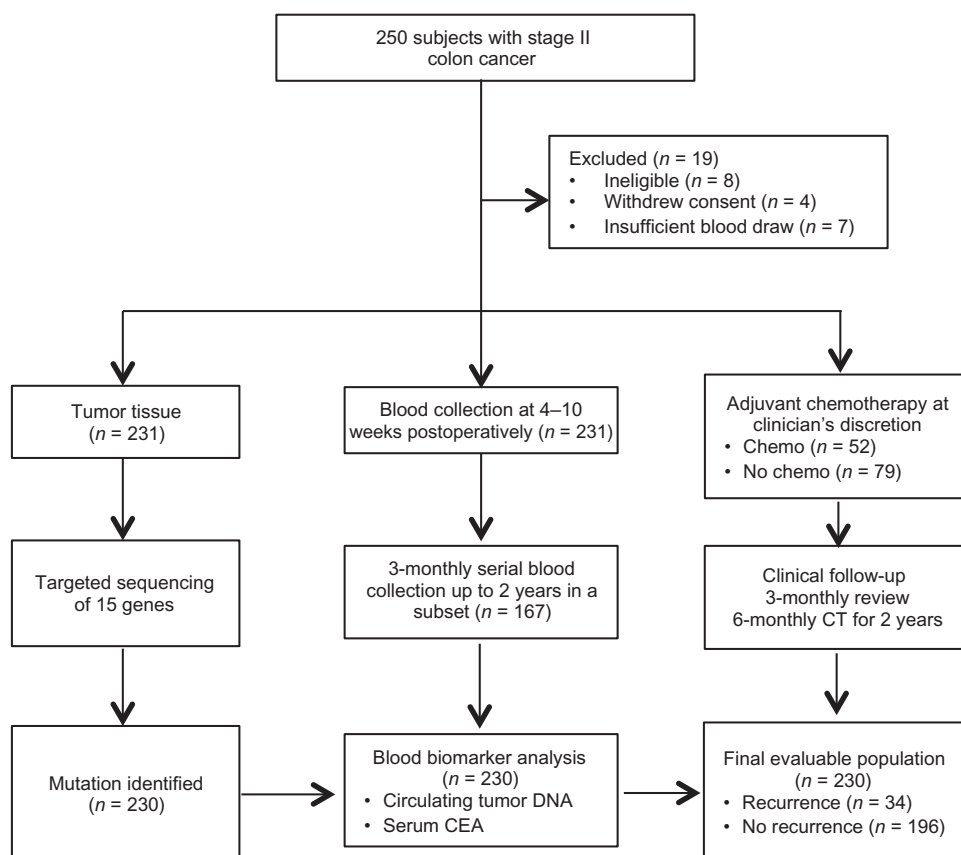 250 subjects with stage II
colon cancer
Excluded (n = 19)
• Ineligible (n = 8)
• Withdrew consent (n = 4)
• Insufficient blood draw (n = 7)
Tumor tissue
(n = 231)
Blood collection at 4–10
weeks postoperatively (n = 231)
Adjuvant chemotherapy at
clinician's discretion
• Chemo (n = 52)
• No chemo (n = 79)
Targeted sequencing
of 15 genes
3-monthly serial blood
collection up to 2 years in a
subset (n = 167)
Clinical follow-up
3-monthly review
6-monthly CT for 2 years
Mutation identified
(n = 230)
Blood biomarker analysis
(n = 230)
• Circulating tumor DNA
• Serum CEA
Final evaluable population
(n = 230)
• Recurrence (n = 34)
• No recurrence (n = 196)